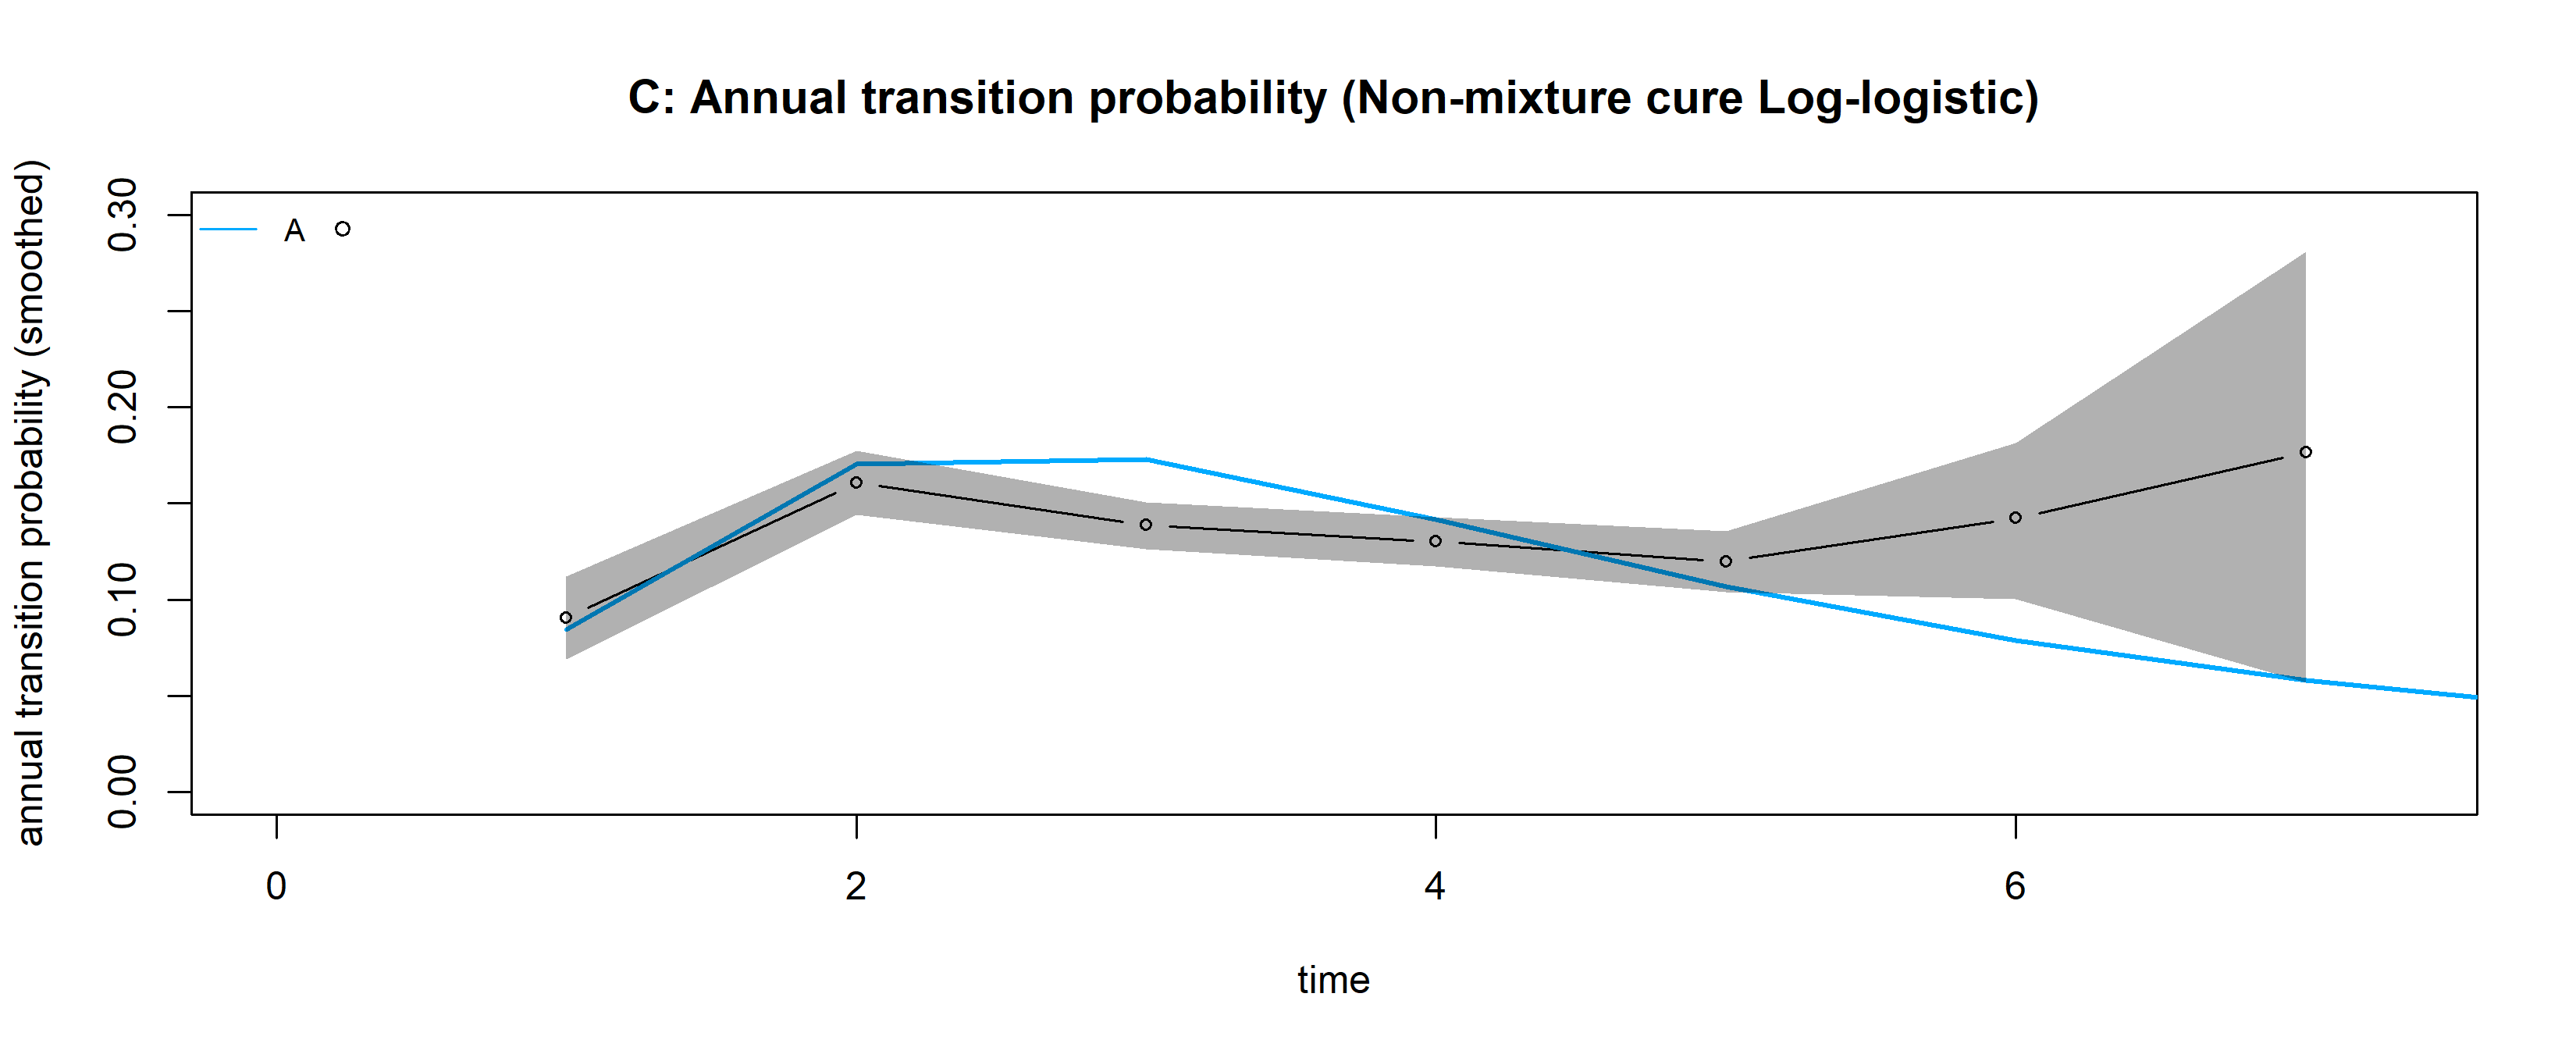 C: Annual transition probability (Non-mixture cure Log-logistic)
annual transition probability (smoothed)
0.30
0.20
0.10
0.00
A
0 2 4 6
time